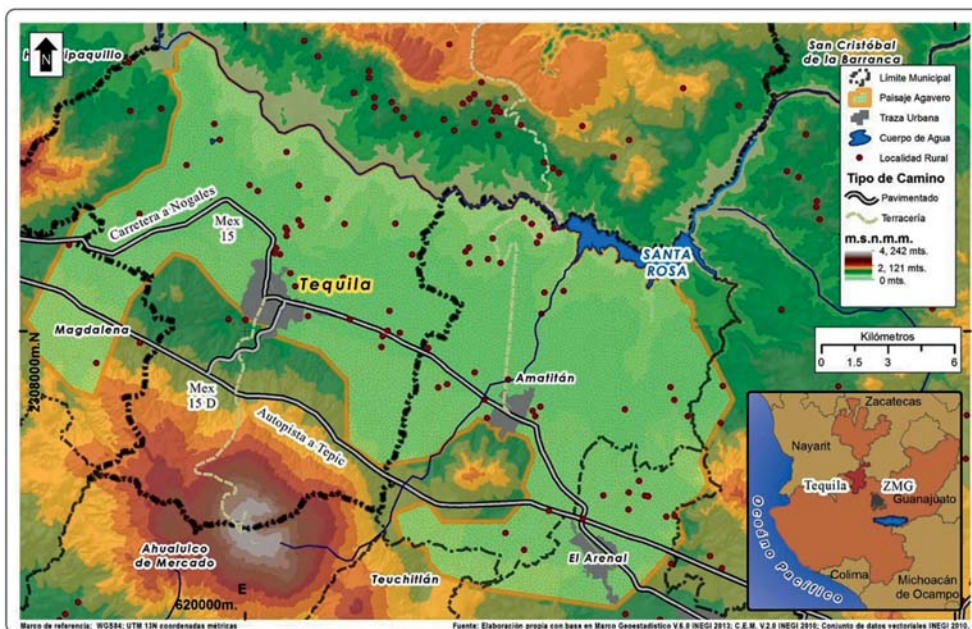 N
San Cristóbal
de la Barranca
Límite Municipal
Paisaje Agavero
Traza Urbana
Cuerpo de Agua
Localidad Rural
Tipo de Camino
Pavimentado
Terracería
m.s.n.m.m.
4, 242 mts.
2, 121 mts.
0 mts.
Carretera a Nogales
Mex
15
SANTA
ROSA
Tequila
Magdalena
2308000m.N
Kilómetros
0 1.5 3 6
Amatitán
Mex
15 D
Autopista a Tepic
Zacatecas
Nayarit
Tequila
ZMG
Guanajuato
Océano Pacífico
Colima
Michoacán
de Ocampo
Ahualulco
de Mercado
El Arenal
Teuchitlán
E
620000m.
Marco de referencia: WGS84; UTM 13N coordenadas métricas
Fuente: Elaboración propia con base en Marco Geoestadístico V.6.0 INEGI 2013; C.E.M. V.2.0 INEGI 2010; Conjunto de datos vectoriales INEGI 2010.